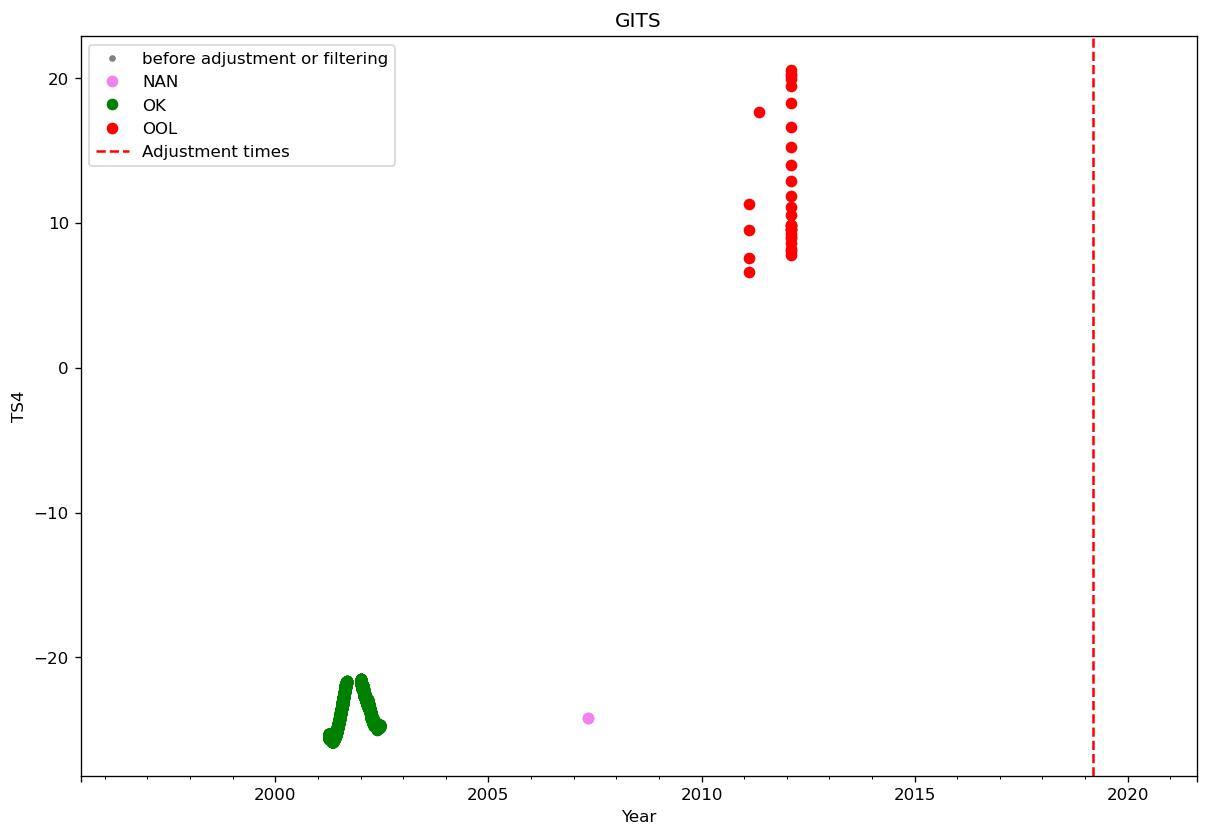 GITS
before adjustment or filtering
NAN
OK
OOL
Adjustment times
20
10
0
−10
−20
TS4
2000 2005 2010 2015 2020
Year